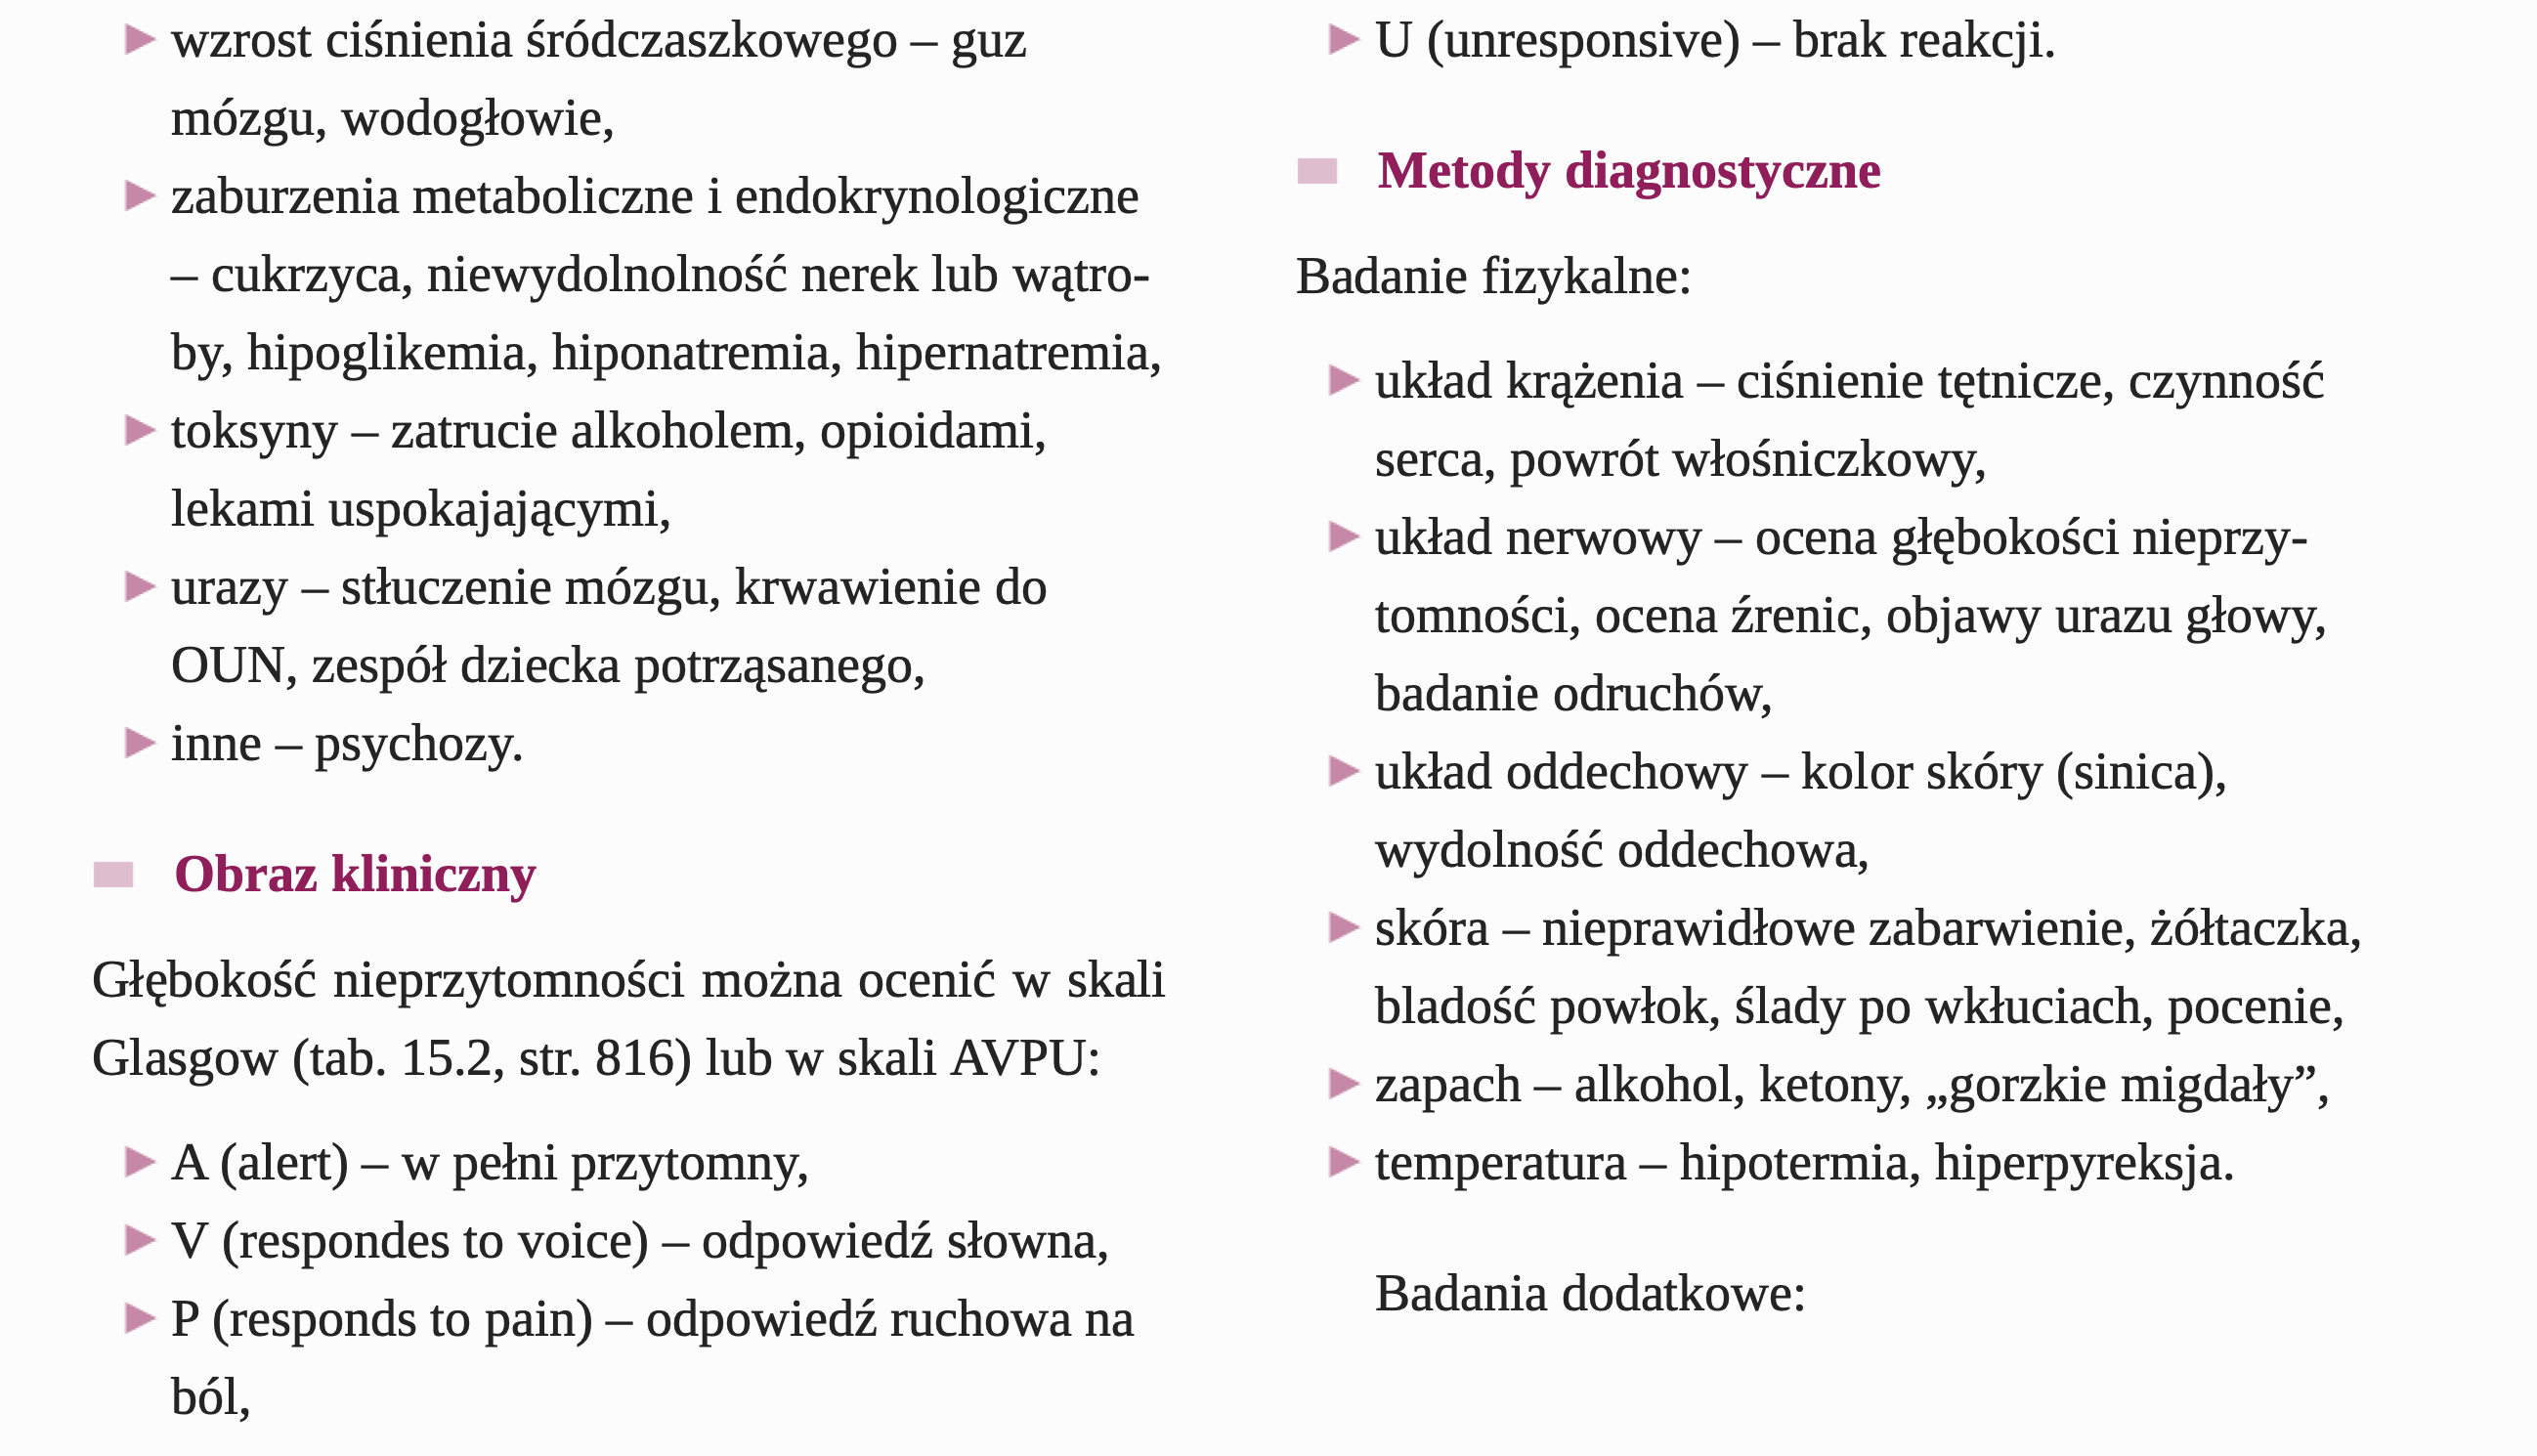 wzrost ciśnienia śródczaszkowego – guz
mózgu, wodogłowie,
zaburzenia metaboliczne i endokrynologiczne
– cukrzyca, niewydolnolność nerek lub wątro-
by, hipoglikemia, hiponatremia, hipernatremia,
toksyny – zatrucie alkoholem, opioidami,
lekami uspokajającymi,
urazy – stłuczenie mózgu, krwawienie do
OUN, zespół dziecka potrząsanego,
inne – psychozy.
Obraz kliniczny
Głębokość nieprzytomności można ocenić w skali
Glasgow (tab. 15.2, str. 816) lub w skali AVPU:
A (alert) – w pełni przytomny,
V (respondes to voice) – odpowiedź słowna,
P (responds to pain) – odpowiedź ruchowa na
ból,
U (unresponsive) – brak reakcji.
Metody diagnostyczne
Badanie fizykalne:
układ krążenia – ciśnienie tętnicze, czynność
serca, powrót włośniczkowy,
układ nerwowy – ocena głębokości nieprzy-
tomności, ocena źrenic, objawy urazu głowy,
badanie odruchów,
układ oddechowy – kolor skóry (sinica),
wydolność oddechowa,
skóra – nieprawidłowe zabarwienie, żółtaczka,
bladość powłok, ślady po wkłuciach, pocenie,
zapach – alkohol, ketony, „gorzkie migdały”,
temperatura – hipotermia, hiperpyreksja.
Badania dodatkowe: